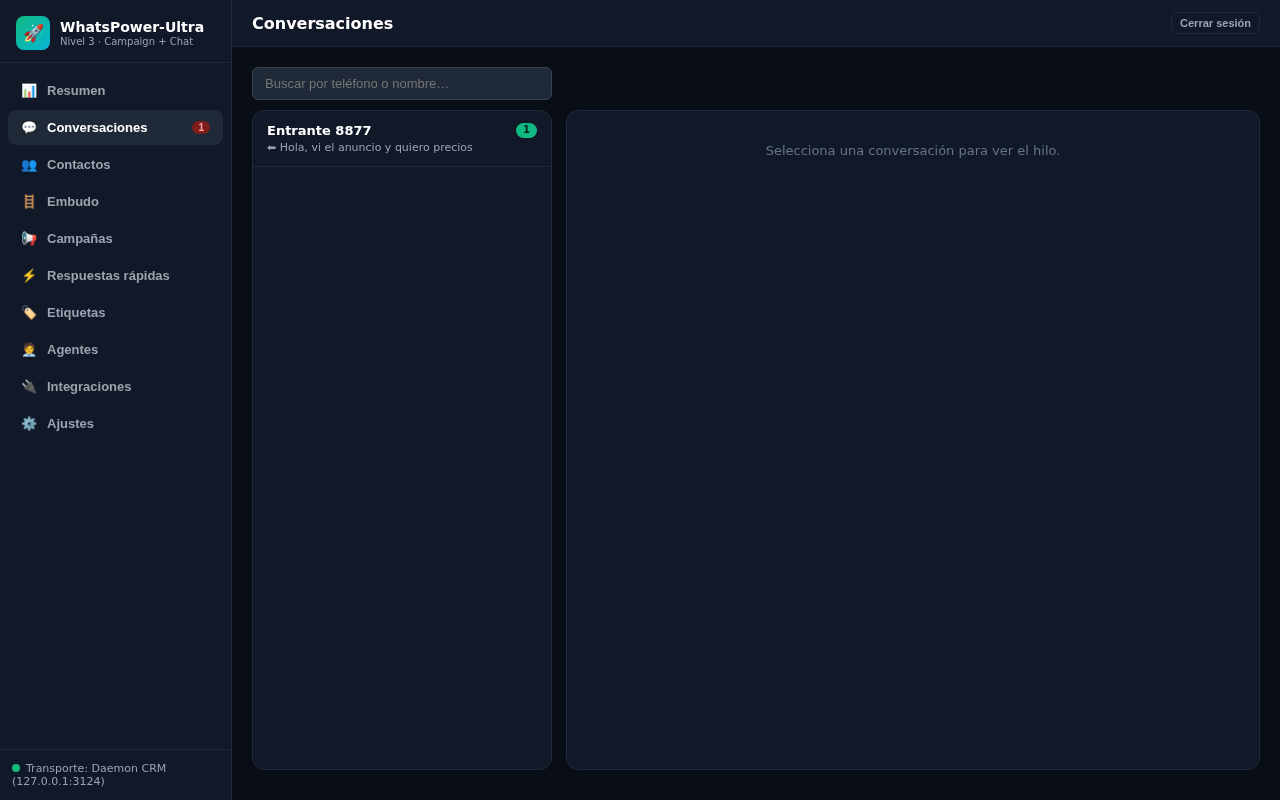 WhatsPower-Ultra
Nivel 3 · Campaign + Chat
Resumen
Conversaciones 1
Contactos
Embudo
Campañas
Respuestas rápidas
Etiquetas
Agentes
Integraciones
Ajustes
Transporte: Daemon CRM
(127.0.0.1:3124)
Conversaciones
Cerrar sesión
Buscar por teléfono o nombre…
Entrante 8877 1
⬅ Hola, vi el anuncio y quiero precios
Selecciona una conversación para ver el hilo.